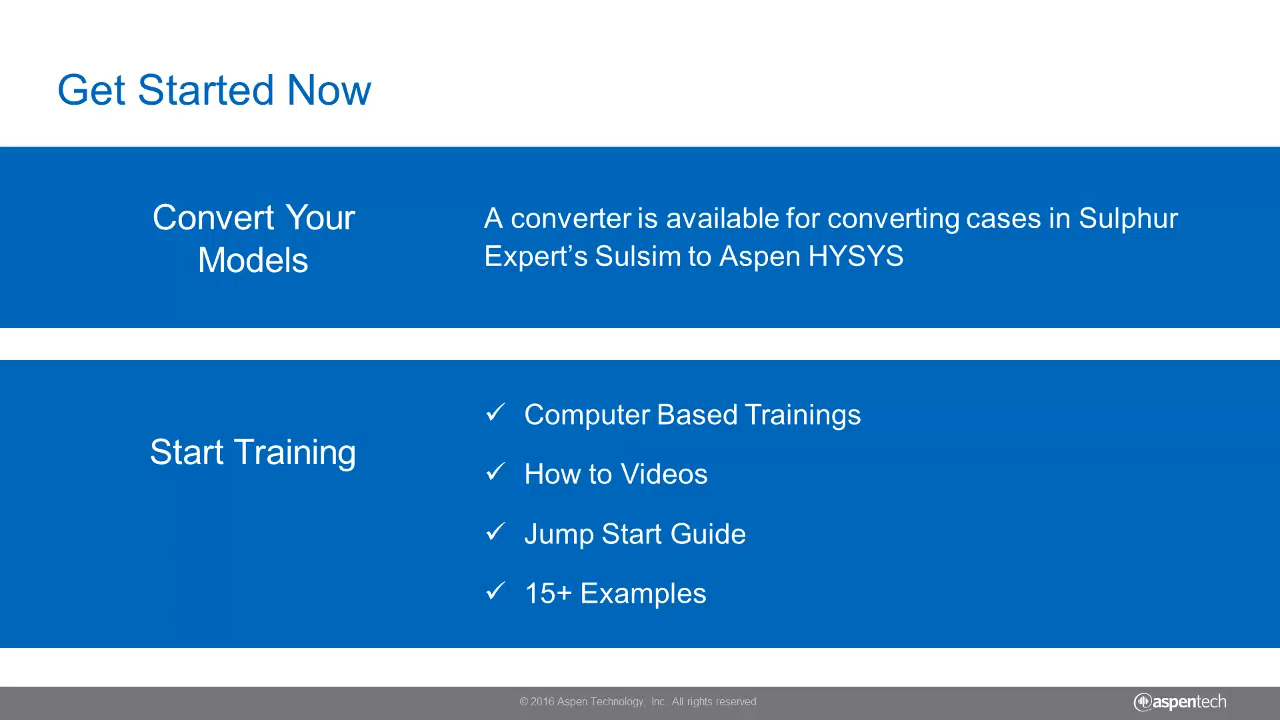 Get Started Now
Convert Your
Models
A converter is available for converting cases in Sulphur
Expert's Sulsim to Aspen HYSYS
Start Training
✓ Computer Based Trainings
✓ How to Videos
✓ Jump Start Guide
✓ 15+ Examples
© 2016 Aspen Technology, Inc. All rights reserved
aspentech